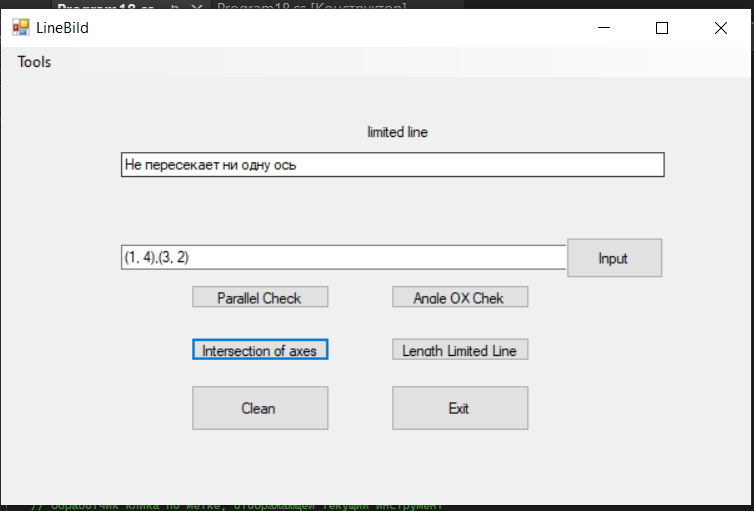 Program18.cs Program18.cs [Конструктор]
LineBild
Tools
limited line
Не пересекает ни одну ось
(1, 4),(3, 2)
Input
Parallel Check
Angle OX Chek
Intersection of axes
Length Limited Line
Clean
Exit
// Обработчик клика по метке, отображающей текущий инструмент